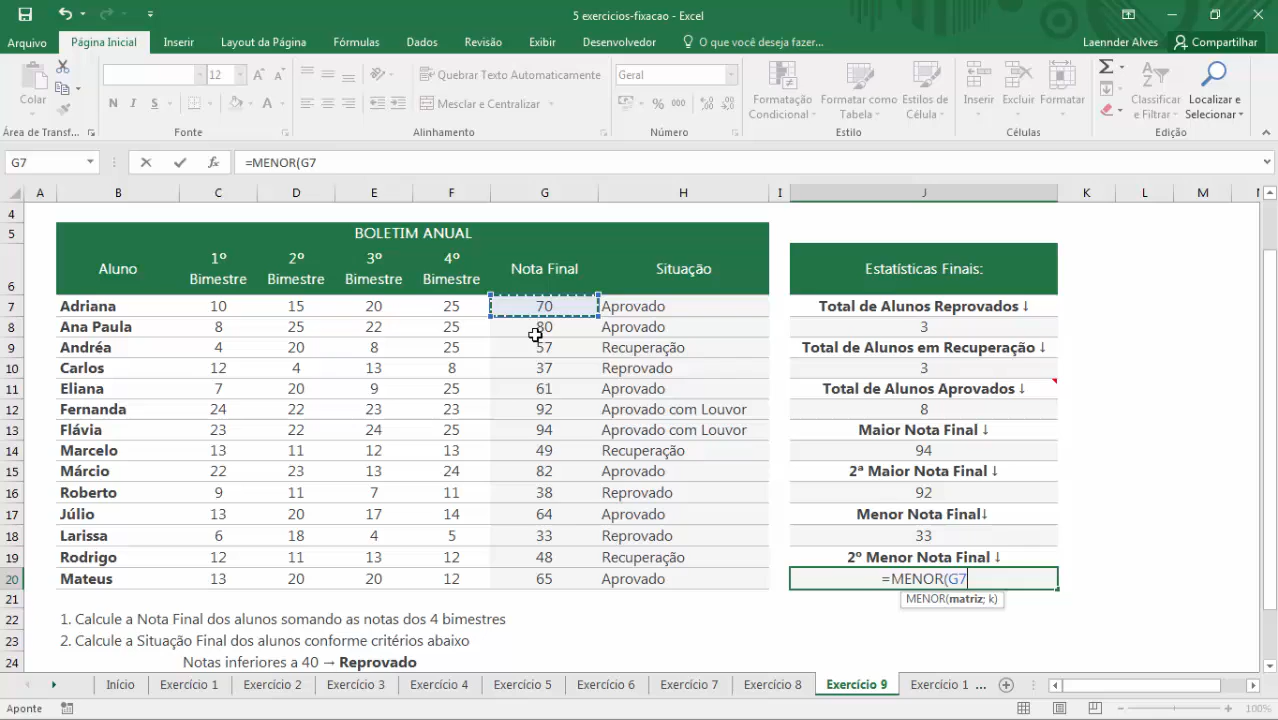 5 exercicios-fixacao - Excel
Arquivo Página Inicial Inserir Layout da Página Fórmulas Dados Revisão Exibir Desenvolvedor O que você deseja fazer... Laennder Alves Compartilhar
Colar
12
Quebrar Texto Automaticamente
Geral
N I S
Mesclar e Centralizar
% 000
Formatação Condicional
Formatar como Tabela
Estilos de Célula
Inserir
Excluir
Formatar
Classificar e Filtrar
Localizar e Selecionar
Área de Transf... Fonte Alinhamento Número Estilo Células Edição
G7 fx =MENOR(G7
A B C D E F G H I J K L M
4
5 BOLETIM ANUAL
6 Aluno 1º Bimestre 2º Bimestre 3º Bimestre 4º Bimestre Nota Final Situação Estatísticas Finais:
7 Adriana 10 15 20 25 70 Aprovado Total de Alunos Reprovados ↓
8 Ana Paula 8 25 22 25 80 Aprovado 3
9 Andréa 4 20 8 25 57 Recuperação Total de Alunos em Recuperação ↓
10 Carlos 12 4 13 8 37 Reprovado 3
11 Eliana 7 20 9 25 61 Aprovado Total de Alunos Aprovados ↓
12 Fernanda 24 22 23 23 92 Aprovado com Louvor 8
13 Flávia 23 22 24 25 94 Aprovado com Louvor Maior Nota Final ↓
14 Marcelo 13 11 12 13 49 Recuperação 94
15 Márcio 22 23 13 24 82 Aprovado 2ª Maior Nota Final ↓
16 Roberto 9 11 7 11 38 Reprovado 92
17 Júlio 13 20 17 14 64 Aprovado Menor Nota Final↓
18 Larissa 6 18 4 5 33 Reprovado 33
19 Rodrigo 12 11 13 12 48 Recuperação 2º Menor Nota Final ↓
20 Mateus 13 20 20 12 65 Aprovado =MENOR(G7
21 MENOR(matriz; k)
22 1. Calcule a Nota Final dos alunos somando as notas dos 4 bimestres
23 2. Calcule a Situação Final dos alunos conforme critérios abaixo
24 Notas inferiores a 40 → Reprovado
Início Exercício 1 Exercício 2 Exercício 3 Exercício 4 Exercício 5 Exercício 6 Exercício 7 Exercício 8 Exercício 9 Exercício 1 ...
Aponte 100%